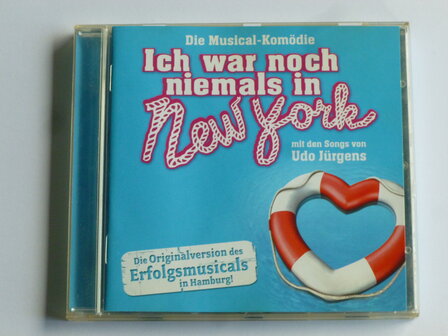 Die Musical-Komödie
Ich war noch
niemals in
New York
mit den Songs von
Udo Jürgens
Die Originalversion des
Erfolgsmusicals
in Hamburg!